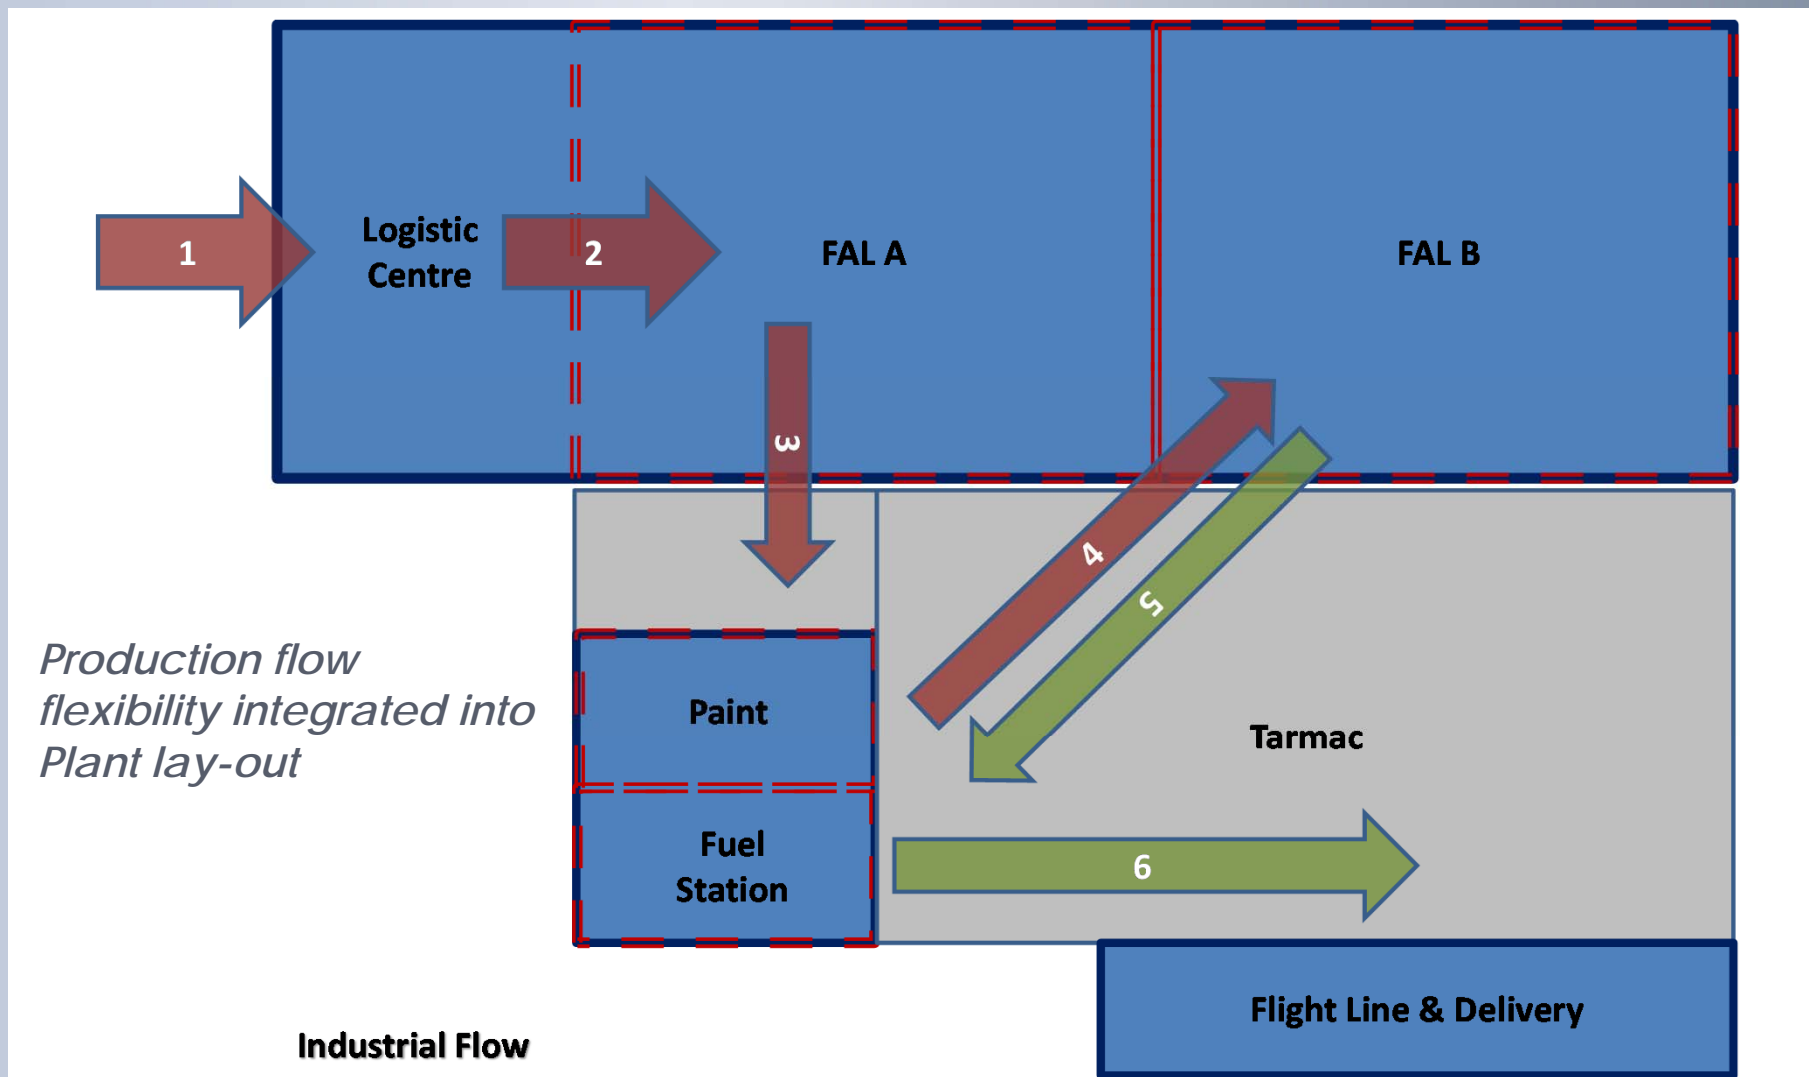 1
Logistic
Centre
2
FAL A
FAL B
3
4
5
Production flow
flexibility integrated into
Plant lay-out
Paint
Tarmac
Fuel
Station
6
Flight Line & Delivery
Industrial Flow